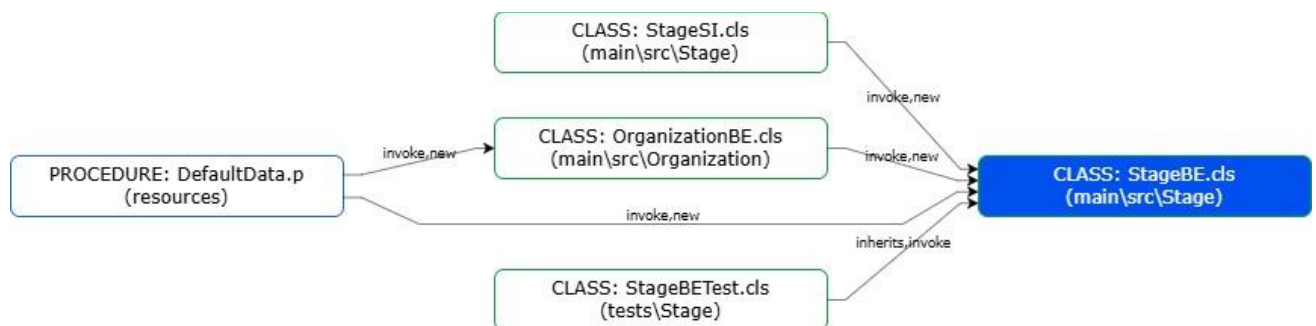 CLASS: StageSI.cls
(main\src\Stage)
invoke,new
CLASS: OrganizationBE.cls
(main\src\Organization)
invoke,new
invoke,new
PROCEDURE: DefaultData.p
(resources)
CLASS: StageBE.cls
(main\src\Stage)
invoke,new
inherits,invoke
CLASS: StageBETest.cls
(tests\Stage)